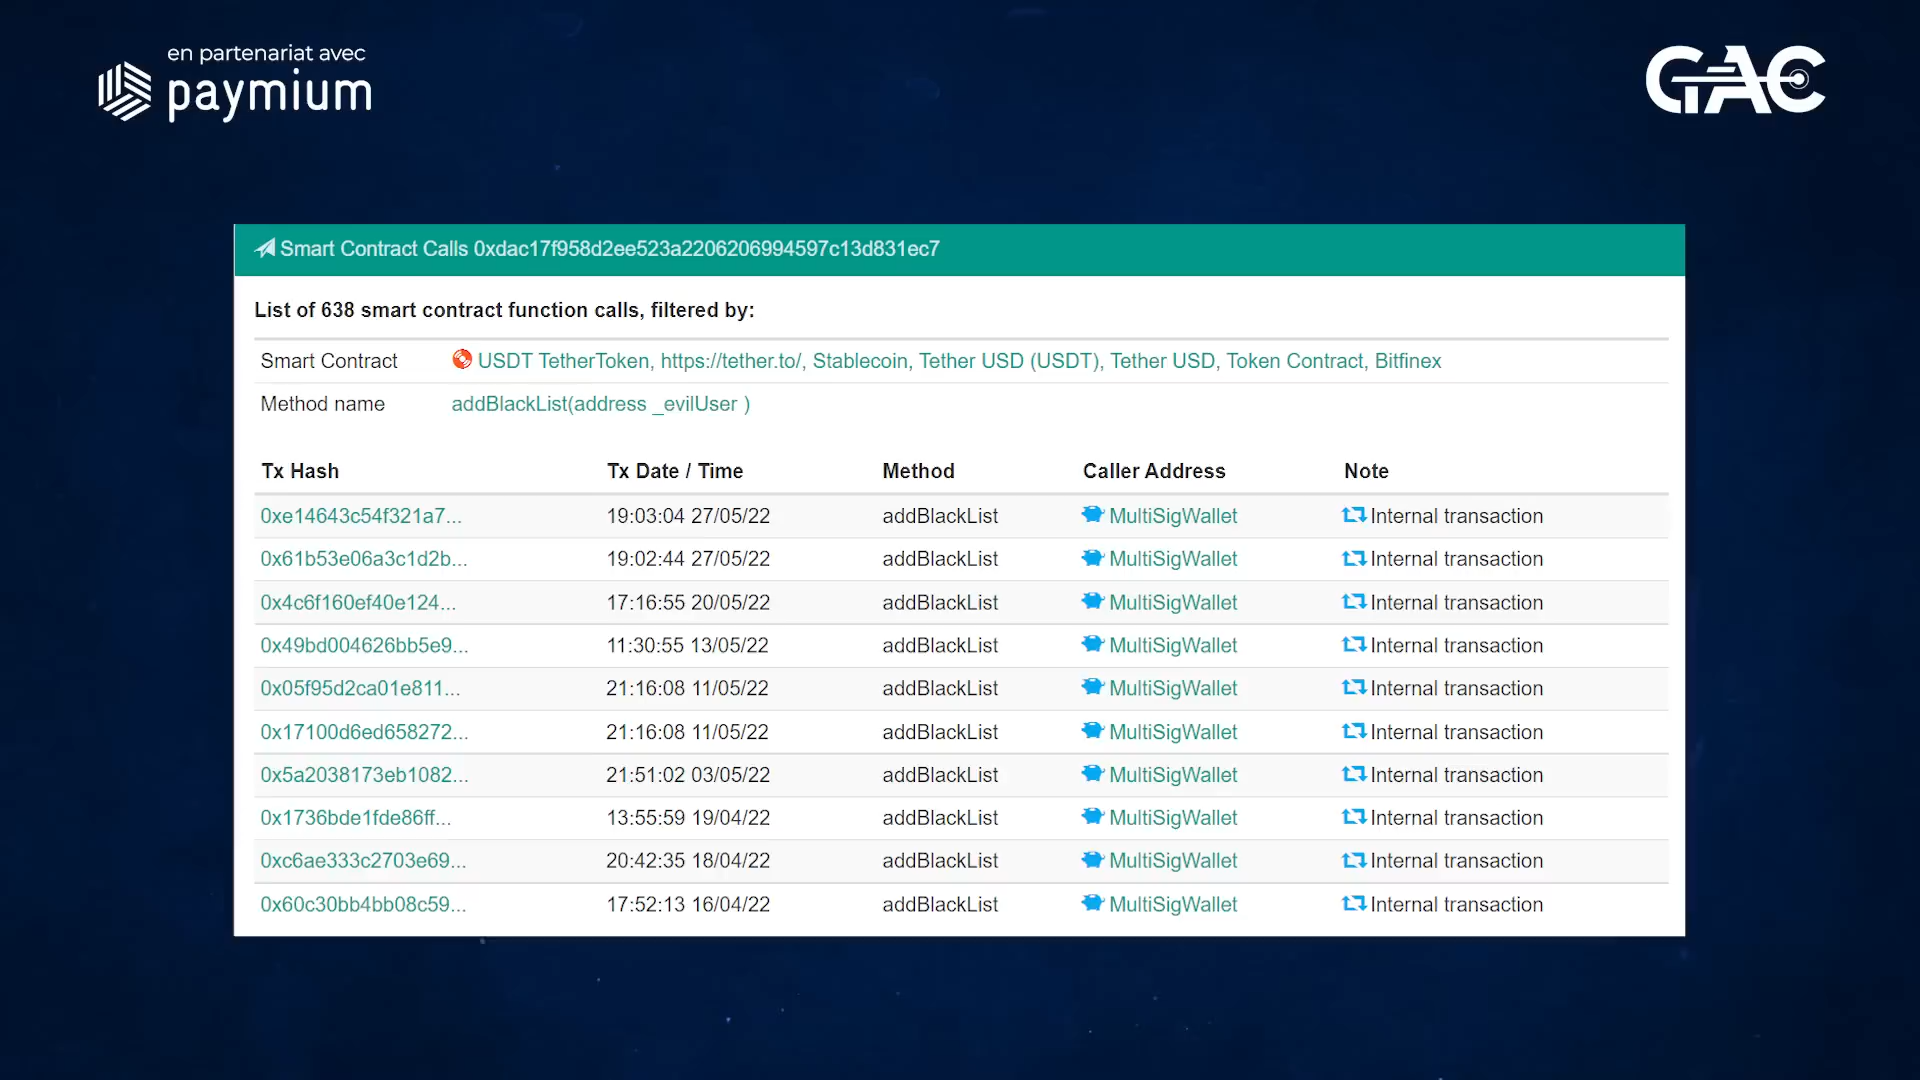 en partenariat avec
paymium
GAC
Smart Contract Calls 0xdac17f958d2ee523a2206206994597c13d831ec7
List of 638 smart contract function calls, filtered by:
Smart Contract USDT TetherToken, https://tether.to/, Stablecoin, Tether USD (USDT), Tether USD, Token Contract, Bitfinex
Method name addBlackList(address _evilUser )
Tx Hash Tx Date / Time Method Caller Address Note
0xe14643c54f321a7... 19:03:04 27/05/22 addBlackList MultiSigWallet Internal transaction
0x61b53e06a3c1d2b... 19:02:44 27/05/22 addBlackList MultiSigWallet Internal transaction
0x4c6f160ef40e124... 17:16:55 20/05/22 addBlackList MultiSigWallet Internal transaction
0x49bd004626bb5e9... 11:30:55 13/05/22 addBlackList MultiSigWallet Internal transaction
0x05f95d2ca01e811... 21:16:08 11/05/22 addBlackList MultiSigWallet Internal transaction
0x17100d6ed658272... 21:16:08 11/05/22 addBlackList MultiSigWallet Internal transaction
0x5a2038173eb1082... 21:51:02 03/05/22 addBlackList MultiSigWallet Internal transaction
0x1736bde1fde86ff... 13:55:59 19/04/22 addBlackList MultiSigWallet Internal transaction
0xc6ae333c2703e69... 20:42:35 18/04/22 addBlackList MultiSigWallet Internal transaction
0x60c30bb4bb08c59... 17:52:13 16/04/22 addBlackList MultiSigWallet Internal transaction